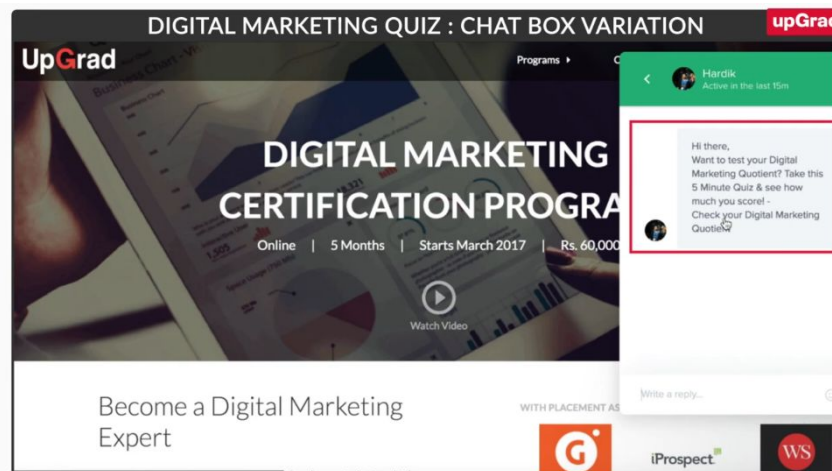 DIGITAL MARKETING QUIZ : CHAT BOX VARIATION
upGrad
UpGrad
Programs
Hardik
Active in the last 15m
DIGITAL MARKETING
CERTIFICATION PROGRA
Online | 5 Months | Starts March 2017 | Rs. 60,000
Watch Video
Hi there,
Want to test your Digital
Marketing Quotient? Take this
5 Minute Quiz & see how
much you score! -
Check your Digital Marketing
Quotient
Write a reply...
Become a Digital Marketing
Expert
WITH PLACEMENT AS
G
iProspect
WS